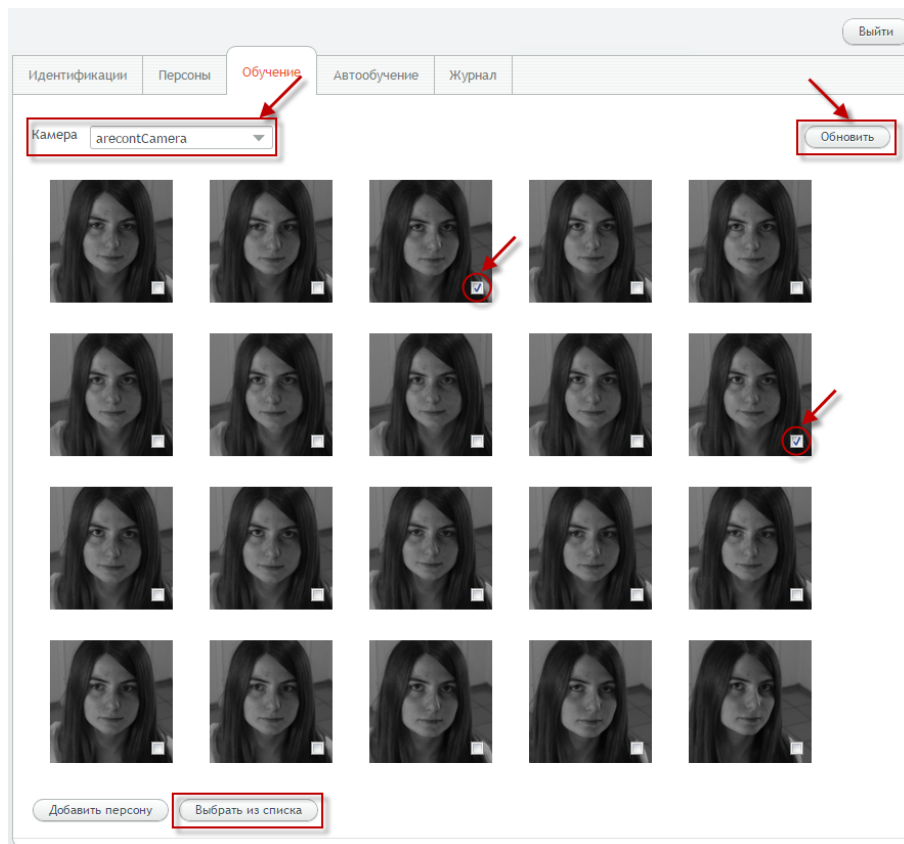 Выйти
Идентификации Персоны Обучение Автообучение Журнал
Камера arecontCamera Обновить
Добавить персону Выбрать из списка